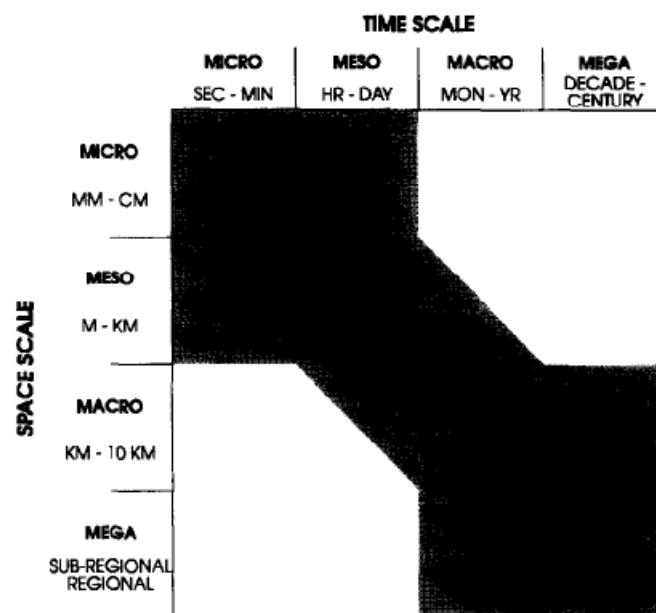 TIME SCALE
MICRO MESO MACRO MEGA
SEC - MIN HR - DAY MON - YR DECADE - CENTURY
SPACE SCALE
MICRO
MM - CM
MESO
M - KM
MACRO
KM - 10 KM
MEGA
SUB-REGIONAL
REGIONAL